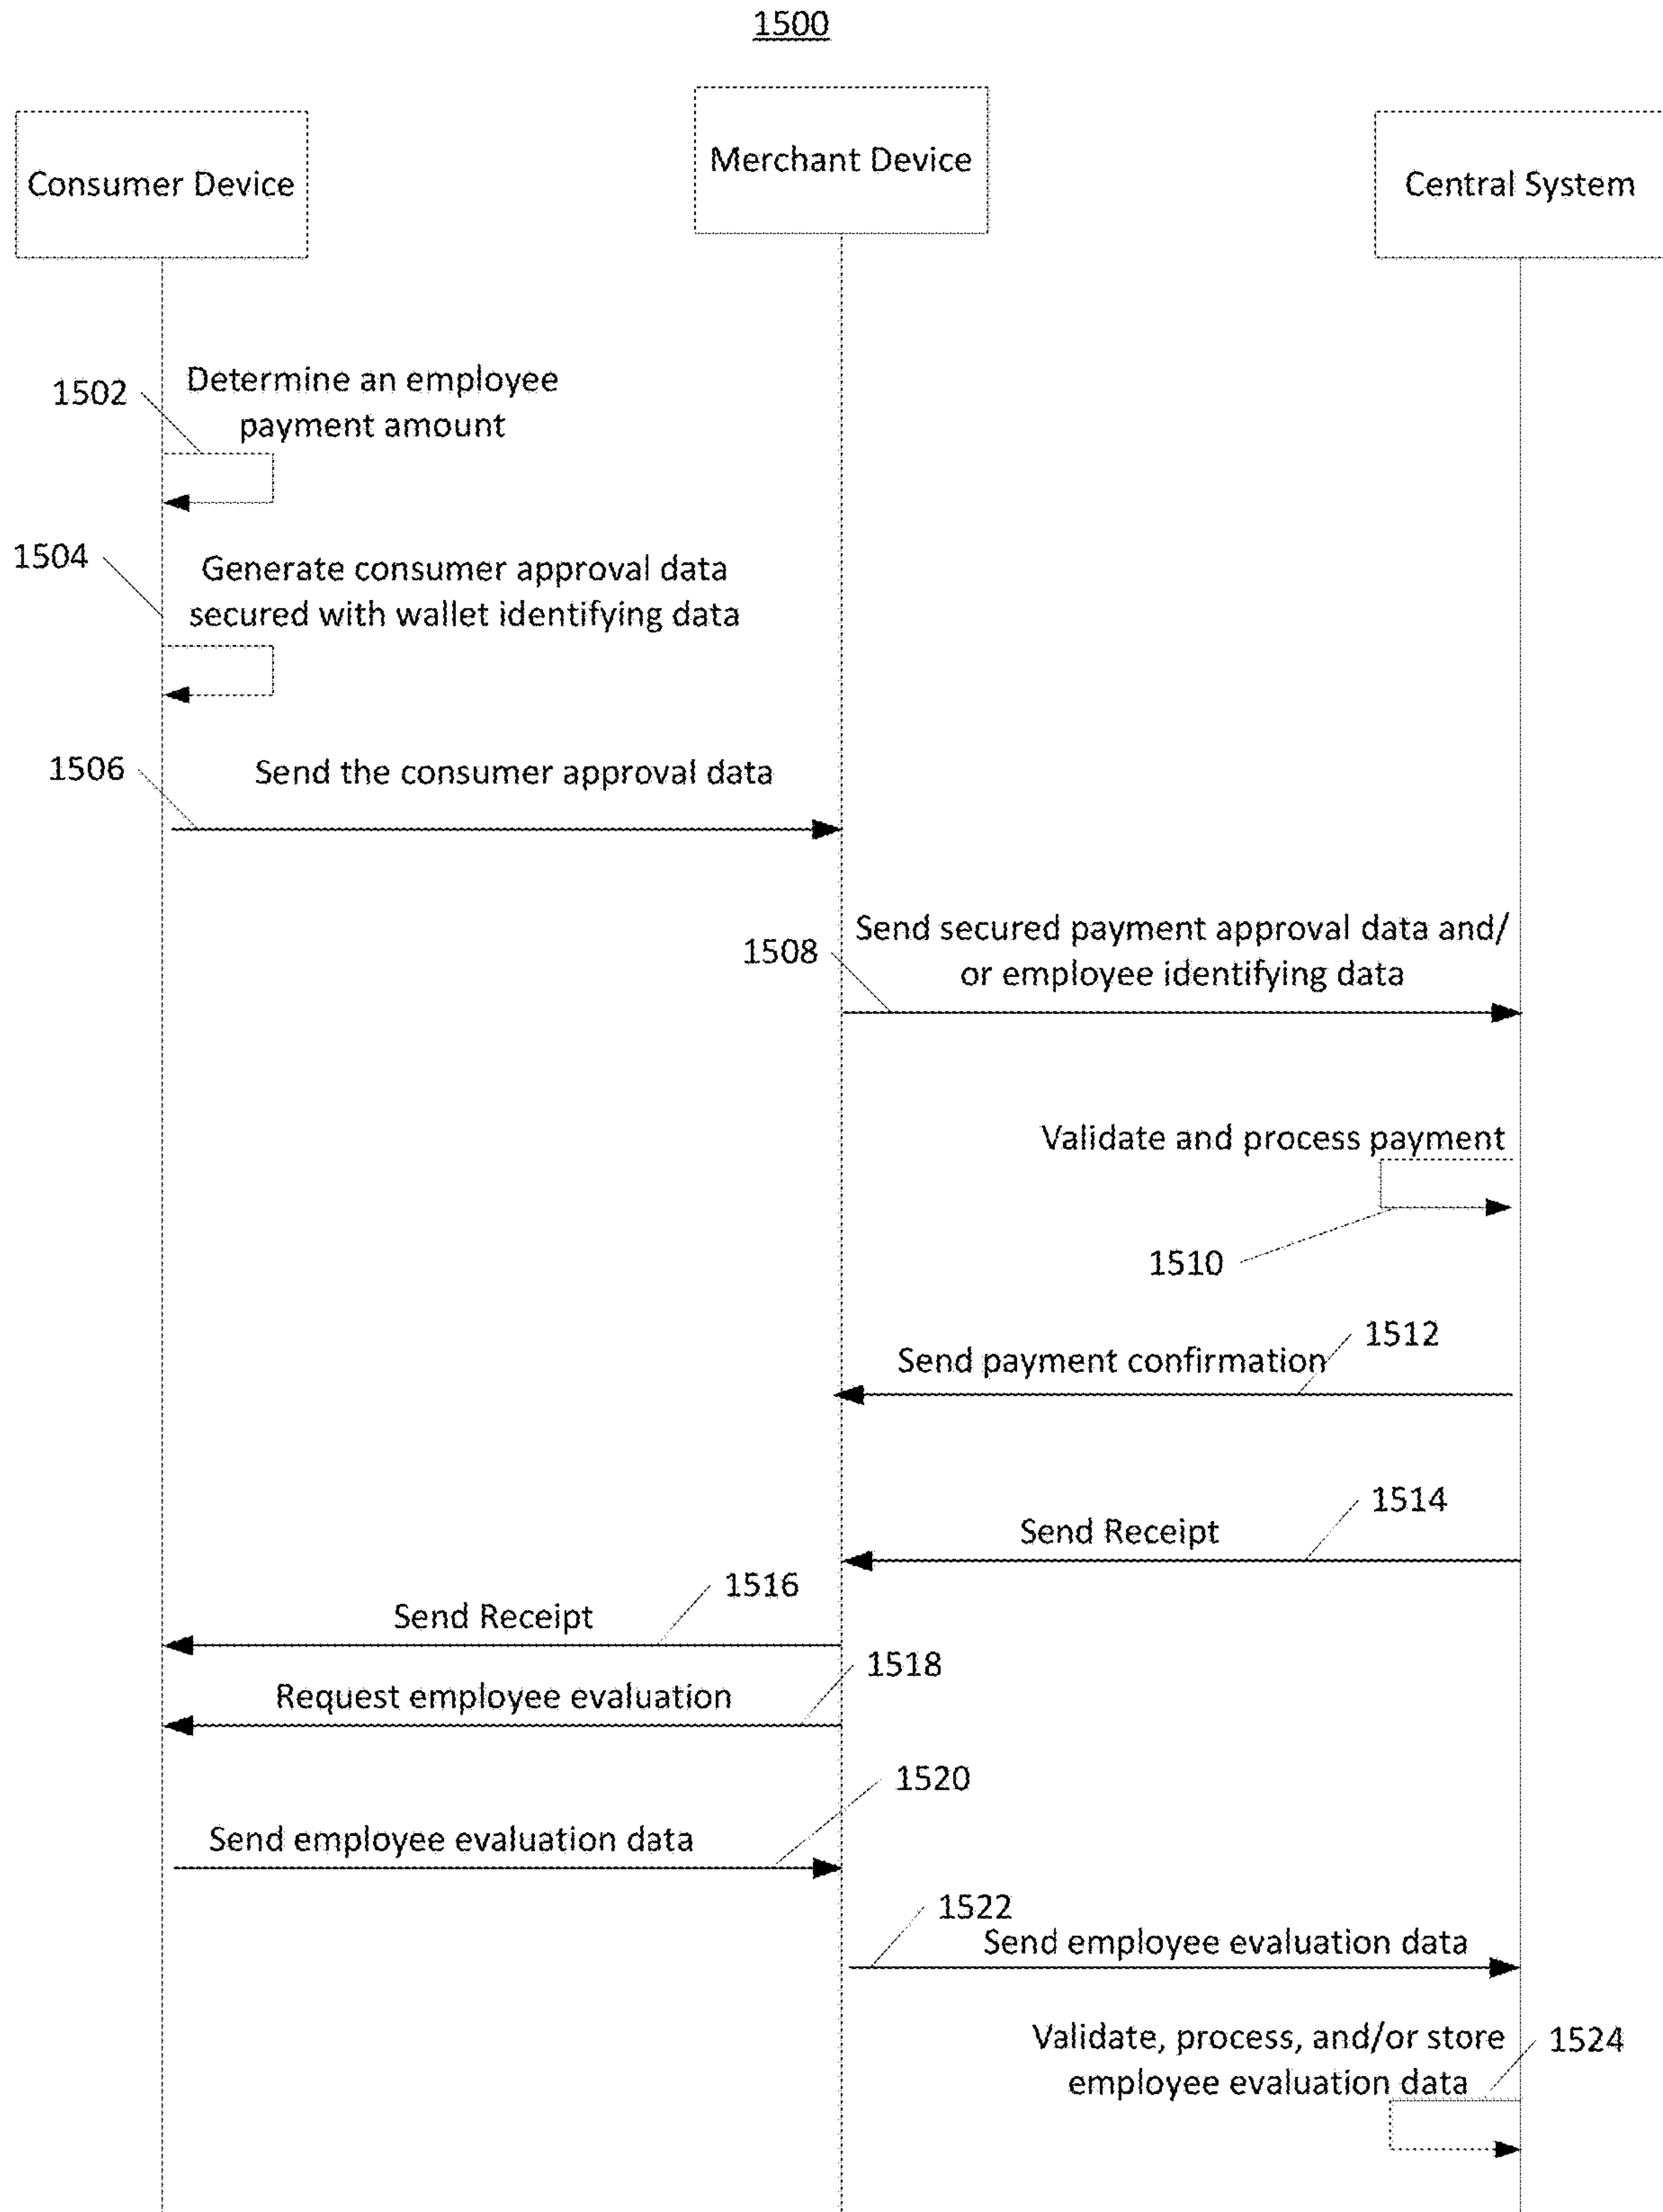 1500
Consumer Device
Merchant Device
Central System
1502
Determine an employee
payment amount
1504
Generate consumer approval data
secured with wallet identifying data
1506
Send the consumer approval data
1508
Send secured payment approval data and/
or employee identifying data
Validate and process payment
1510
1512
Send payment confirmation
1514
Send Receipt
1516
Send Receipt
1518
Request employee evaluation
1520
Send employee evaluation data
1522
Send employee evaluation data
Validate, process, and/or store
employee evaluation data
1524